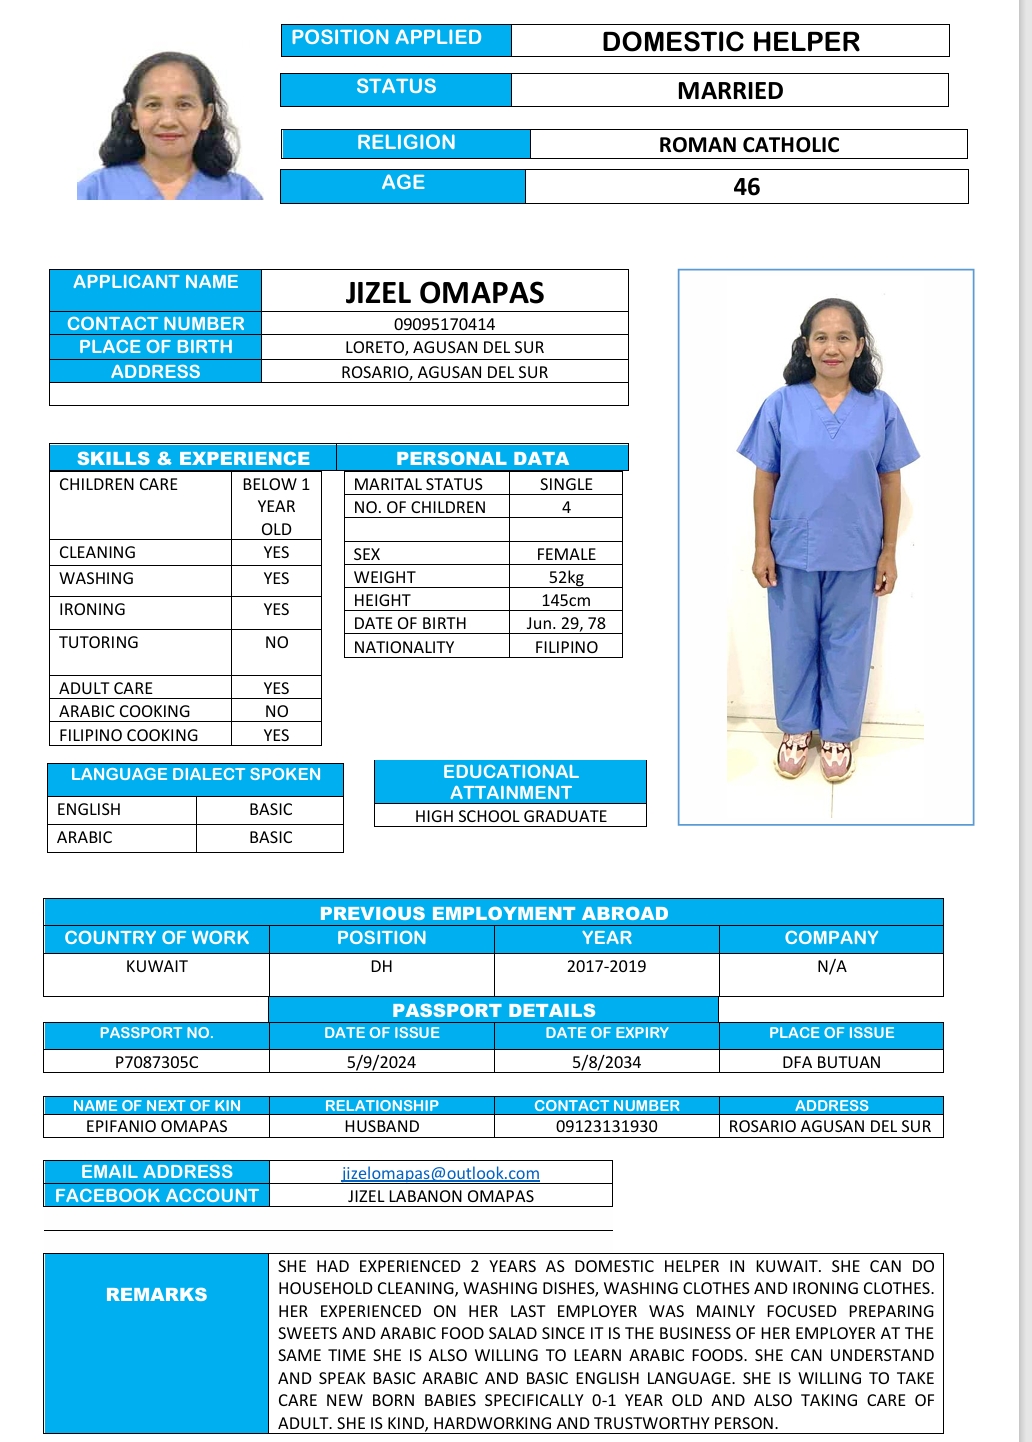 POSITION APPLIED DOMESTIC HELPER
STATUS MARRIED
RELIGION ROMAN CATHOLIC
AGE 46
APPLICANT NAME JIZEL OMAPAS
CONTACT NUMBER 09095170414
PLACE OF BIRTH LORETO, AGUSAN DEL SUR
ADDRESS ROSARIO, AGUSAN DEL SUR
SKILLS & EXPERIENCE
CHILDREN CARE BELOW 1
YEAR
OLD
CLEANING YES
WASHING YES
IRONING YES
TUTORING NO
ADULT CARE YES
ARABIC COOKING NO
FILIPINO COOKING YES
PERSONAL DATA
MARITAL STATUS SINGLE
NO. OF CHILDREN 4
SEX FEMALE
WEIGHT 52kg
HEIGHT 145cm
DATE OF BIRTH Jun. 29, 78
NATIONALITY FILIPINO
LANGUAGE DIALECT SPOKEN
ENGLISH BASIC
ARABIC BASIC
EDUCATIONAL
ATTAINMENT
HIGH SCHOOL GRADUATE
PREVIOUS EMPLOYMENT ABROAD
COUNTRY OF WORK POSITION YEAR COMPANY
KUWAIT DH 2017-2019 N/A
PASSPORT DETAILS
PASSPORT NO. DATE OF ISSUE DATE OF EXPIRY PLACE OF ISSUE
P7087305C 5/9/2024 5/8/2034 DFA BUTUAN
NAME OF NEXT OF KIN RELATIONSHIP CONTACT NUMBER ADDRESS
EPIFANIO OMAPAS HUSBAND 09123131930 ROSARIO AGUSAN DEL SUR
EMAIL ADDRESS jizelomapas@outlook.com
FACEBOOK ACCOUNT JIZEL LABANON OMAPAS
REMARKS
SHE HAD EXPERIENCED 2 YEARS AS DOMESTIC HELPER IN KUWAIT. SHE CAN DO
HOUSEHOLD CLEANING, WASHING DISHES, WASHING CLOTHES AND IRONING CLOTHES.
HER EXPERIENCED ON HER LAST EMPLOYER WAS MAINLY FOCUSED PREPARING
SWEETS AND ARABIC FOOD SALAD SINCE IT IS THE BUSINESS OF HER EMPLOYER AT THE
SAME TIME SHE IS ALSO WILLING TO LEARN ARABIC FOODS. SHE CAN UNDERSTAND
AND SPEAK BASIC ARABIC AND BASIC ENGLISH LANGUAGE. SHE IS WILLING TO TAKE
CARE NEW BORN BABIES SPECIFICALLY 0-1 YEAR OLD AND ALSO TAKING CARE OF
ADULT. SHE IS KIND, HARDWORKING AND TRUSTWORTHY PERSON.